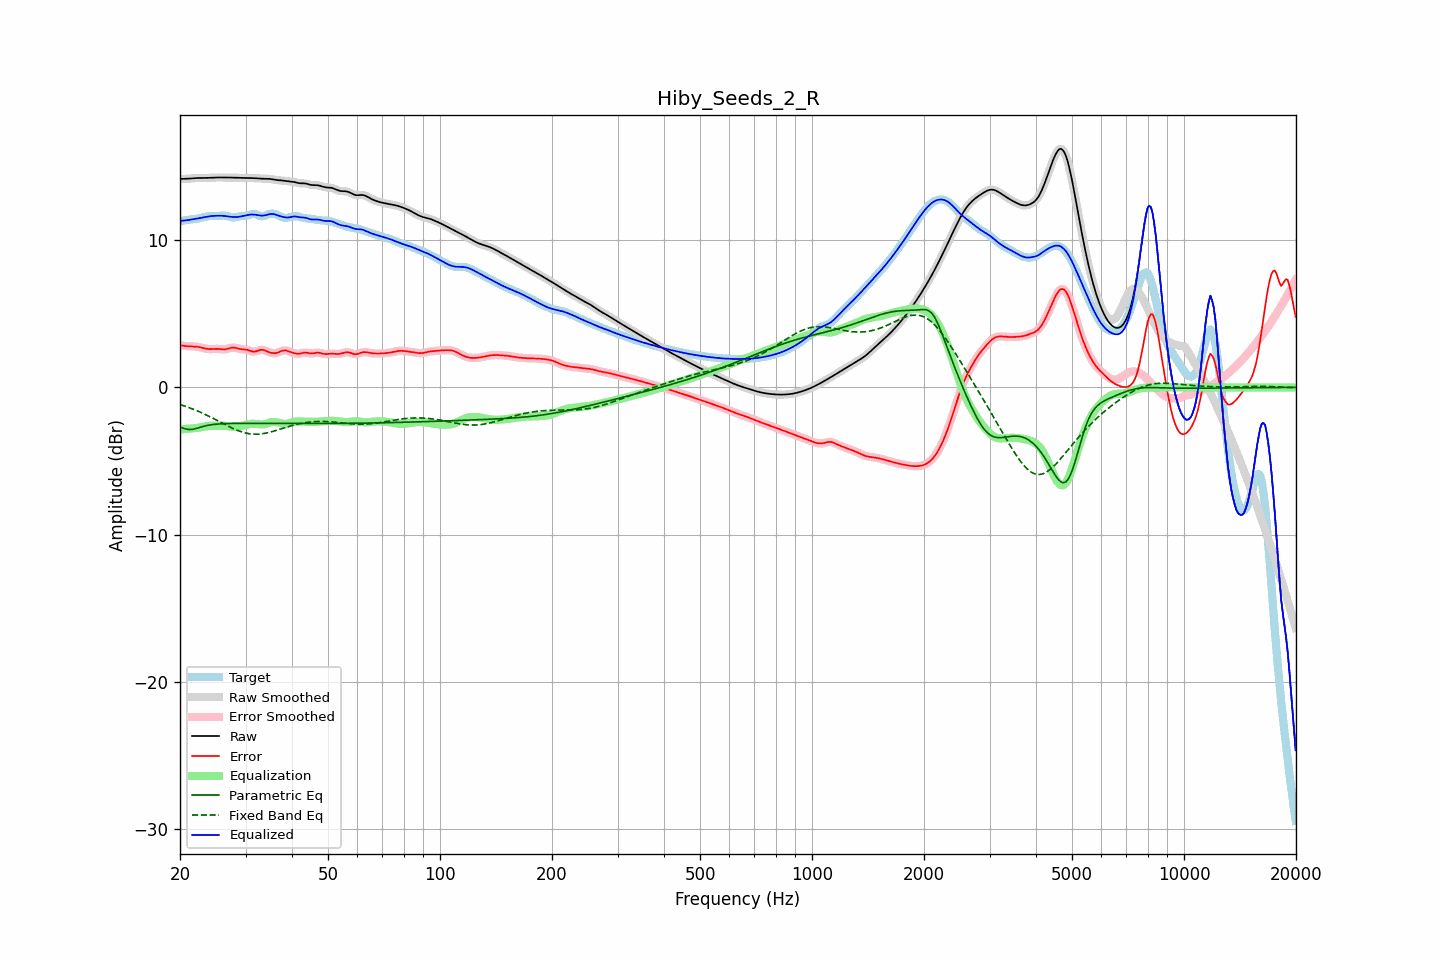 Hiby_Seeds_2_R
Amplitude (dBr)
10
0
−10
−20
−30
Target
Raw Smoothed
Error Smoothed
Raw
Error
Equalization
Parametric Eq
Fixed Band Eq
Equalized
20 50 100 200 500 1000 2000 5000 10000 20000
Frequency (Hz)